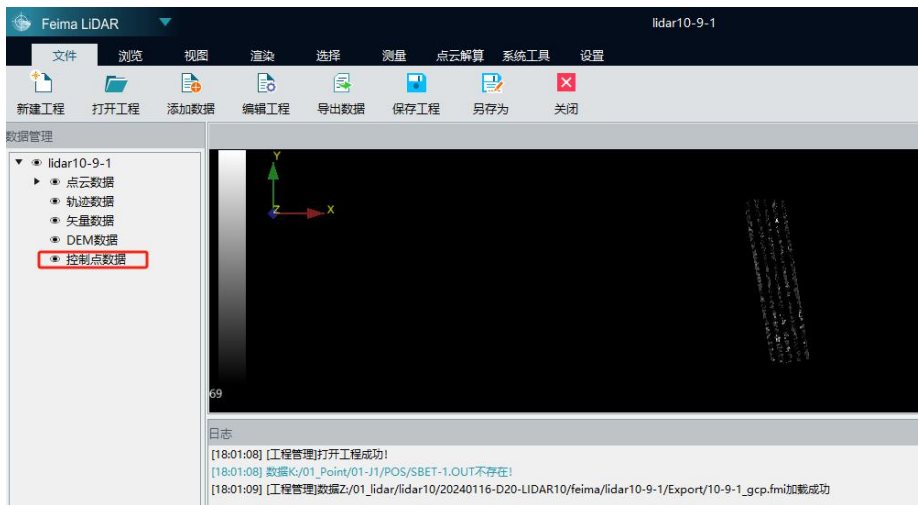 Feima LiDAR lidar10-9-1
文件 浏览 视图 渲染 选择 测量 点云解算 系统工具 设置
新建工程 打开工程 添加数据 编辑工程 导出数据 保存工程 另存为 关闭
数据管理
lidar10-9-1
点云数据
轨迹数据
矢量数据
DEM数据
控制点数据
Y
Z X
69
日志
[18:01:08] [工程管理]打开工程成功!
[18:01:08] 数据K:/01_Point/01-J1/POS/SBET-1.OUT不存在!
[18:01:09] [工程管理]数据Z:/01_lidar/lidar10/20240116-D20-LIDAR10/feima/lidar10-9-1/Export/10-9-1_gcp.fmi加载成功